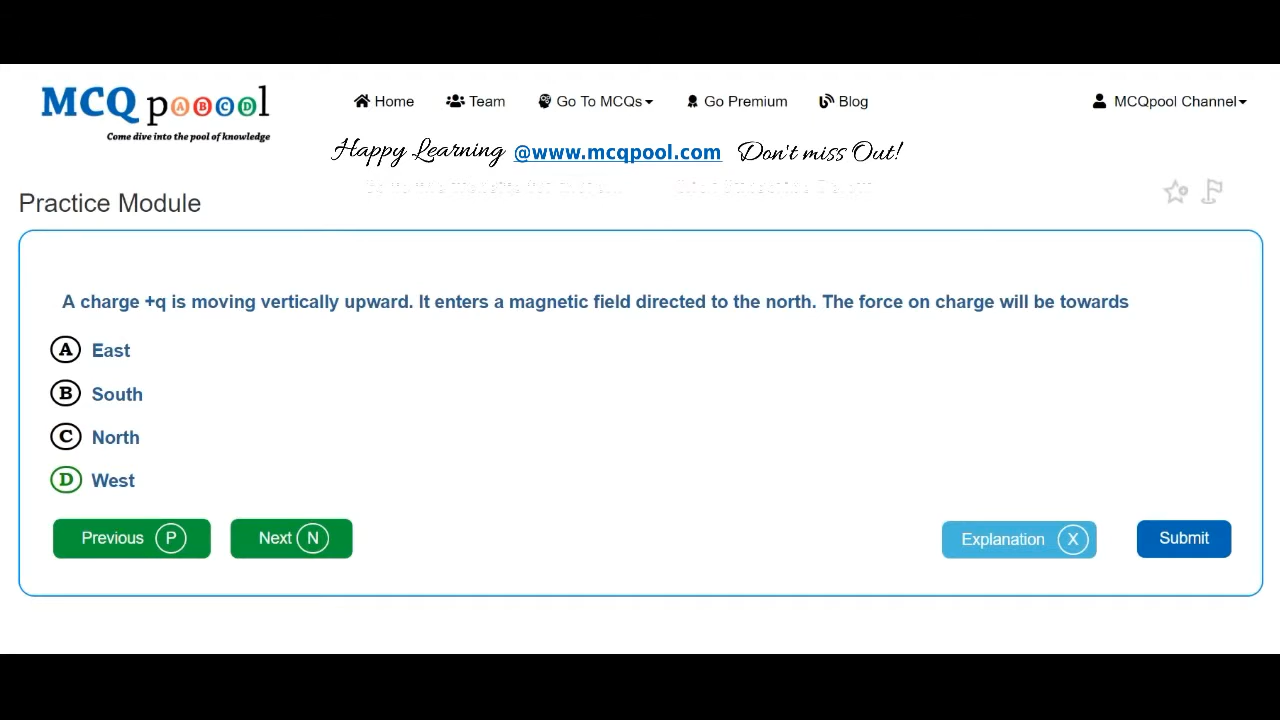 MCQ pooool
Come dive into the pool of knowledge
Home Team Go To MCQs Go Premium Blog MCQpool Channel
Happy Learning @www.mcqpool.com Don't miss Out!
Practice Module
A charge +q is moving vertically upward. It enters a magnetic field directed to the north. The force on charge will be towards
A East
B South
C North
D West
Previous P Next N Explanation X Submit